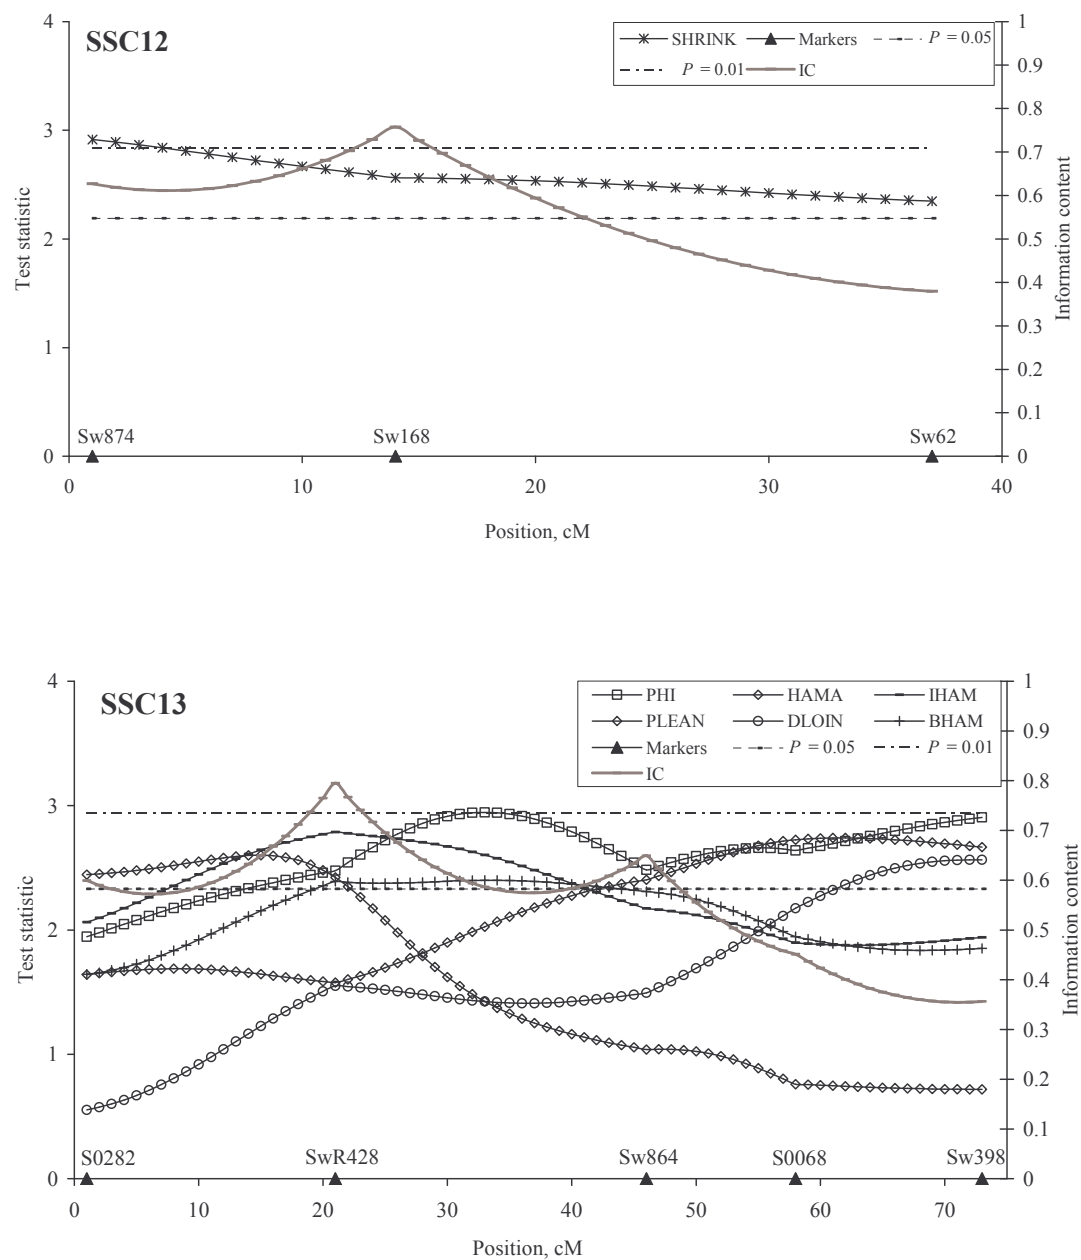 SSC12
SHRINK Markers P = 0.05
P = 0.01 IC
4
3
2
1
0
Test statistic
1
0.9
0.8
0.7
0.6
0.5
0.4
0.3
0.2
0.1
0
Information content
Sw874 Sw168 Sw62
0 10 20 30 40
Position, cM
SSC13
PHI HAMA IHAM
PLEAN DLOIN BHAM
Markers P = 0.05 P = 0.01
IC
4
3
2
1
0
Test statistic
1
0.9
0.8
0.7
0.6
0.5
0.4
0.3
0.2
0.1
0
Information content
S0282 SwR428 Sw864 S0068 Sw398
0 10 20 30 40 50 60 70
Position, cM